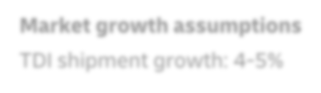 Market growth assumptions
TDI shipment growth: 4-5%